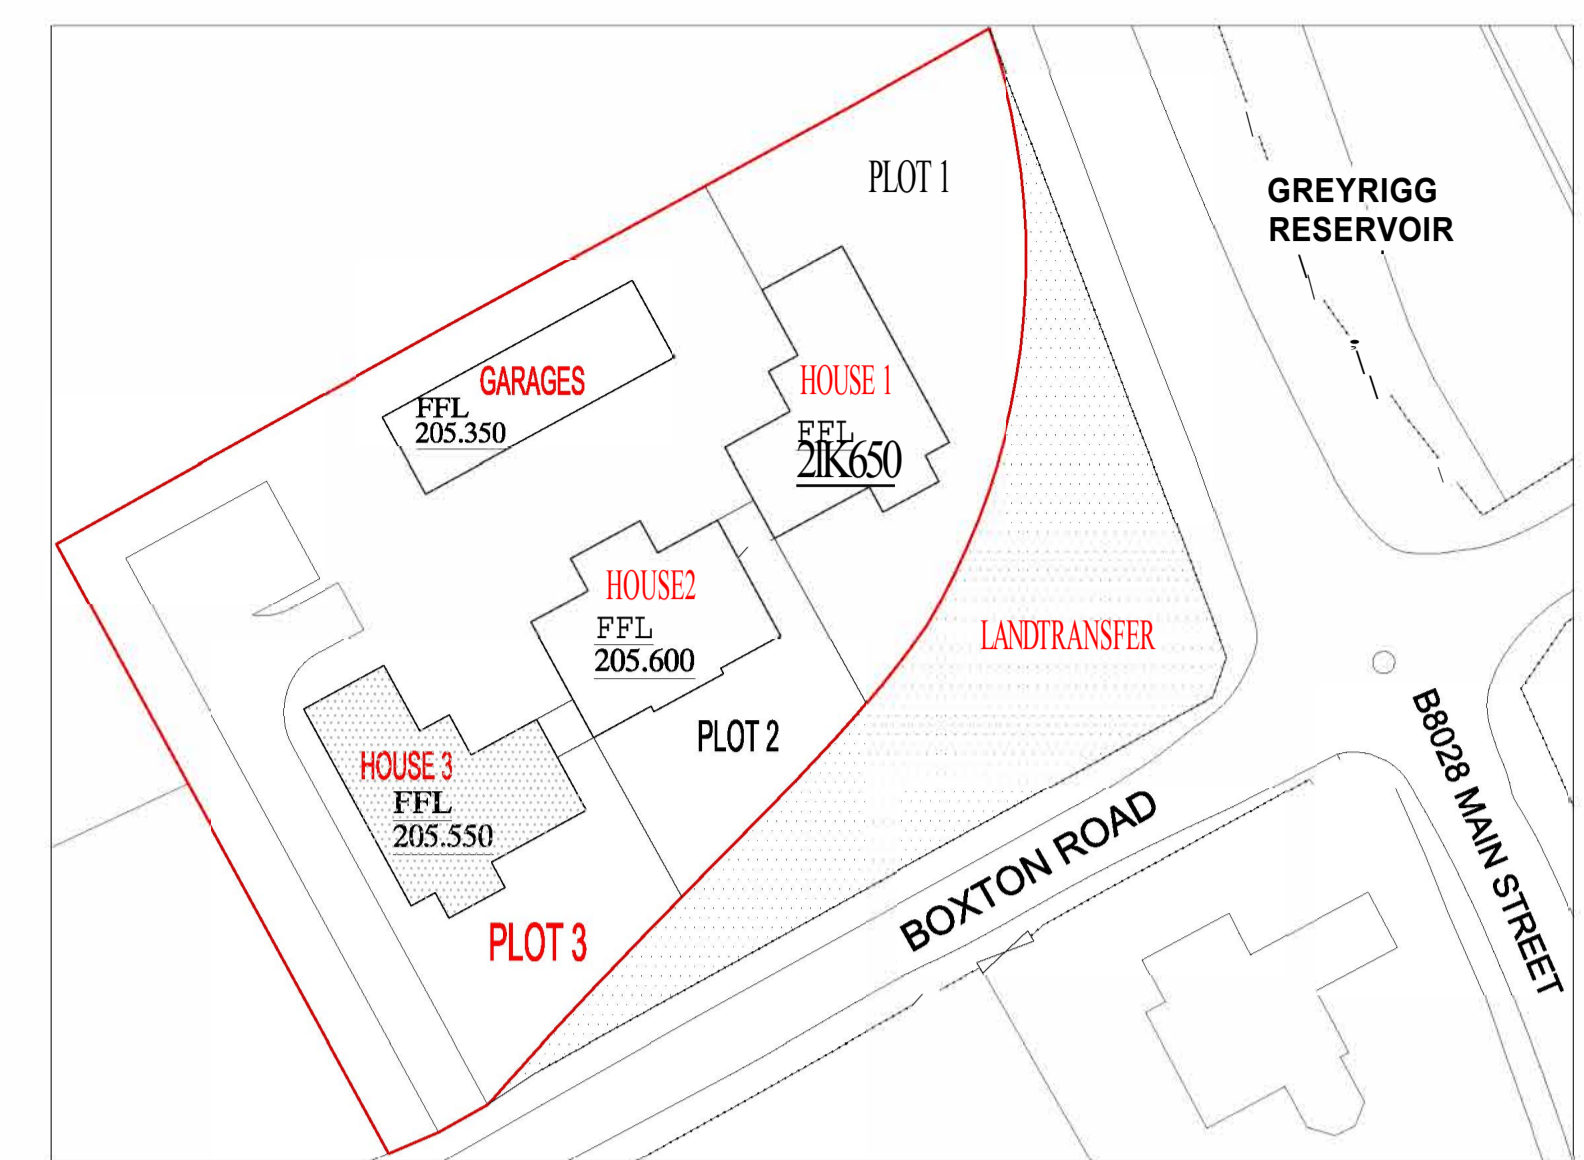 PLOT 1
GREYRIGG
RESERVOIR
GARAGES
FFL
205.350
HOUSE 1
FFL
21K650
HOUSE2
FFL
205.600
LANDTRANSFER
PLOT 2
HOUSE 3
FFL
205.550
PLOT 3
BOXTON ROAD
B8028 MAIN STREET